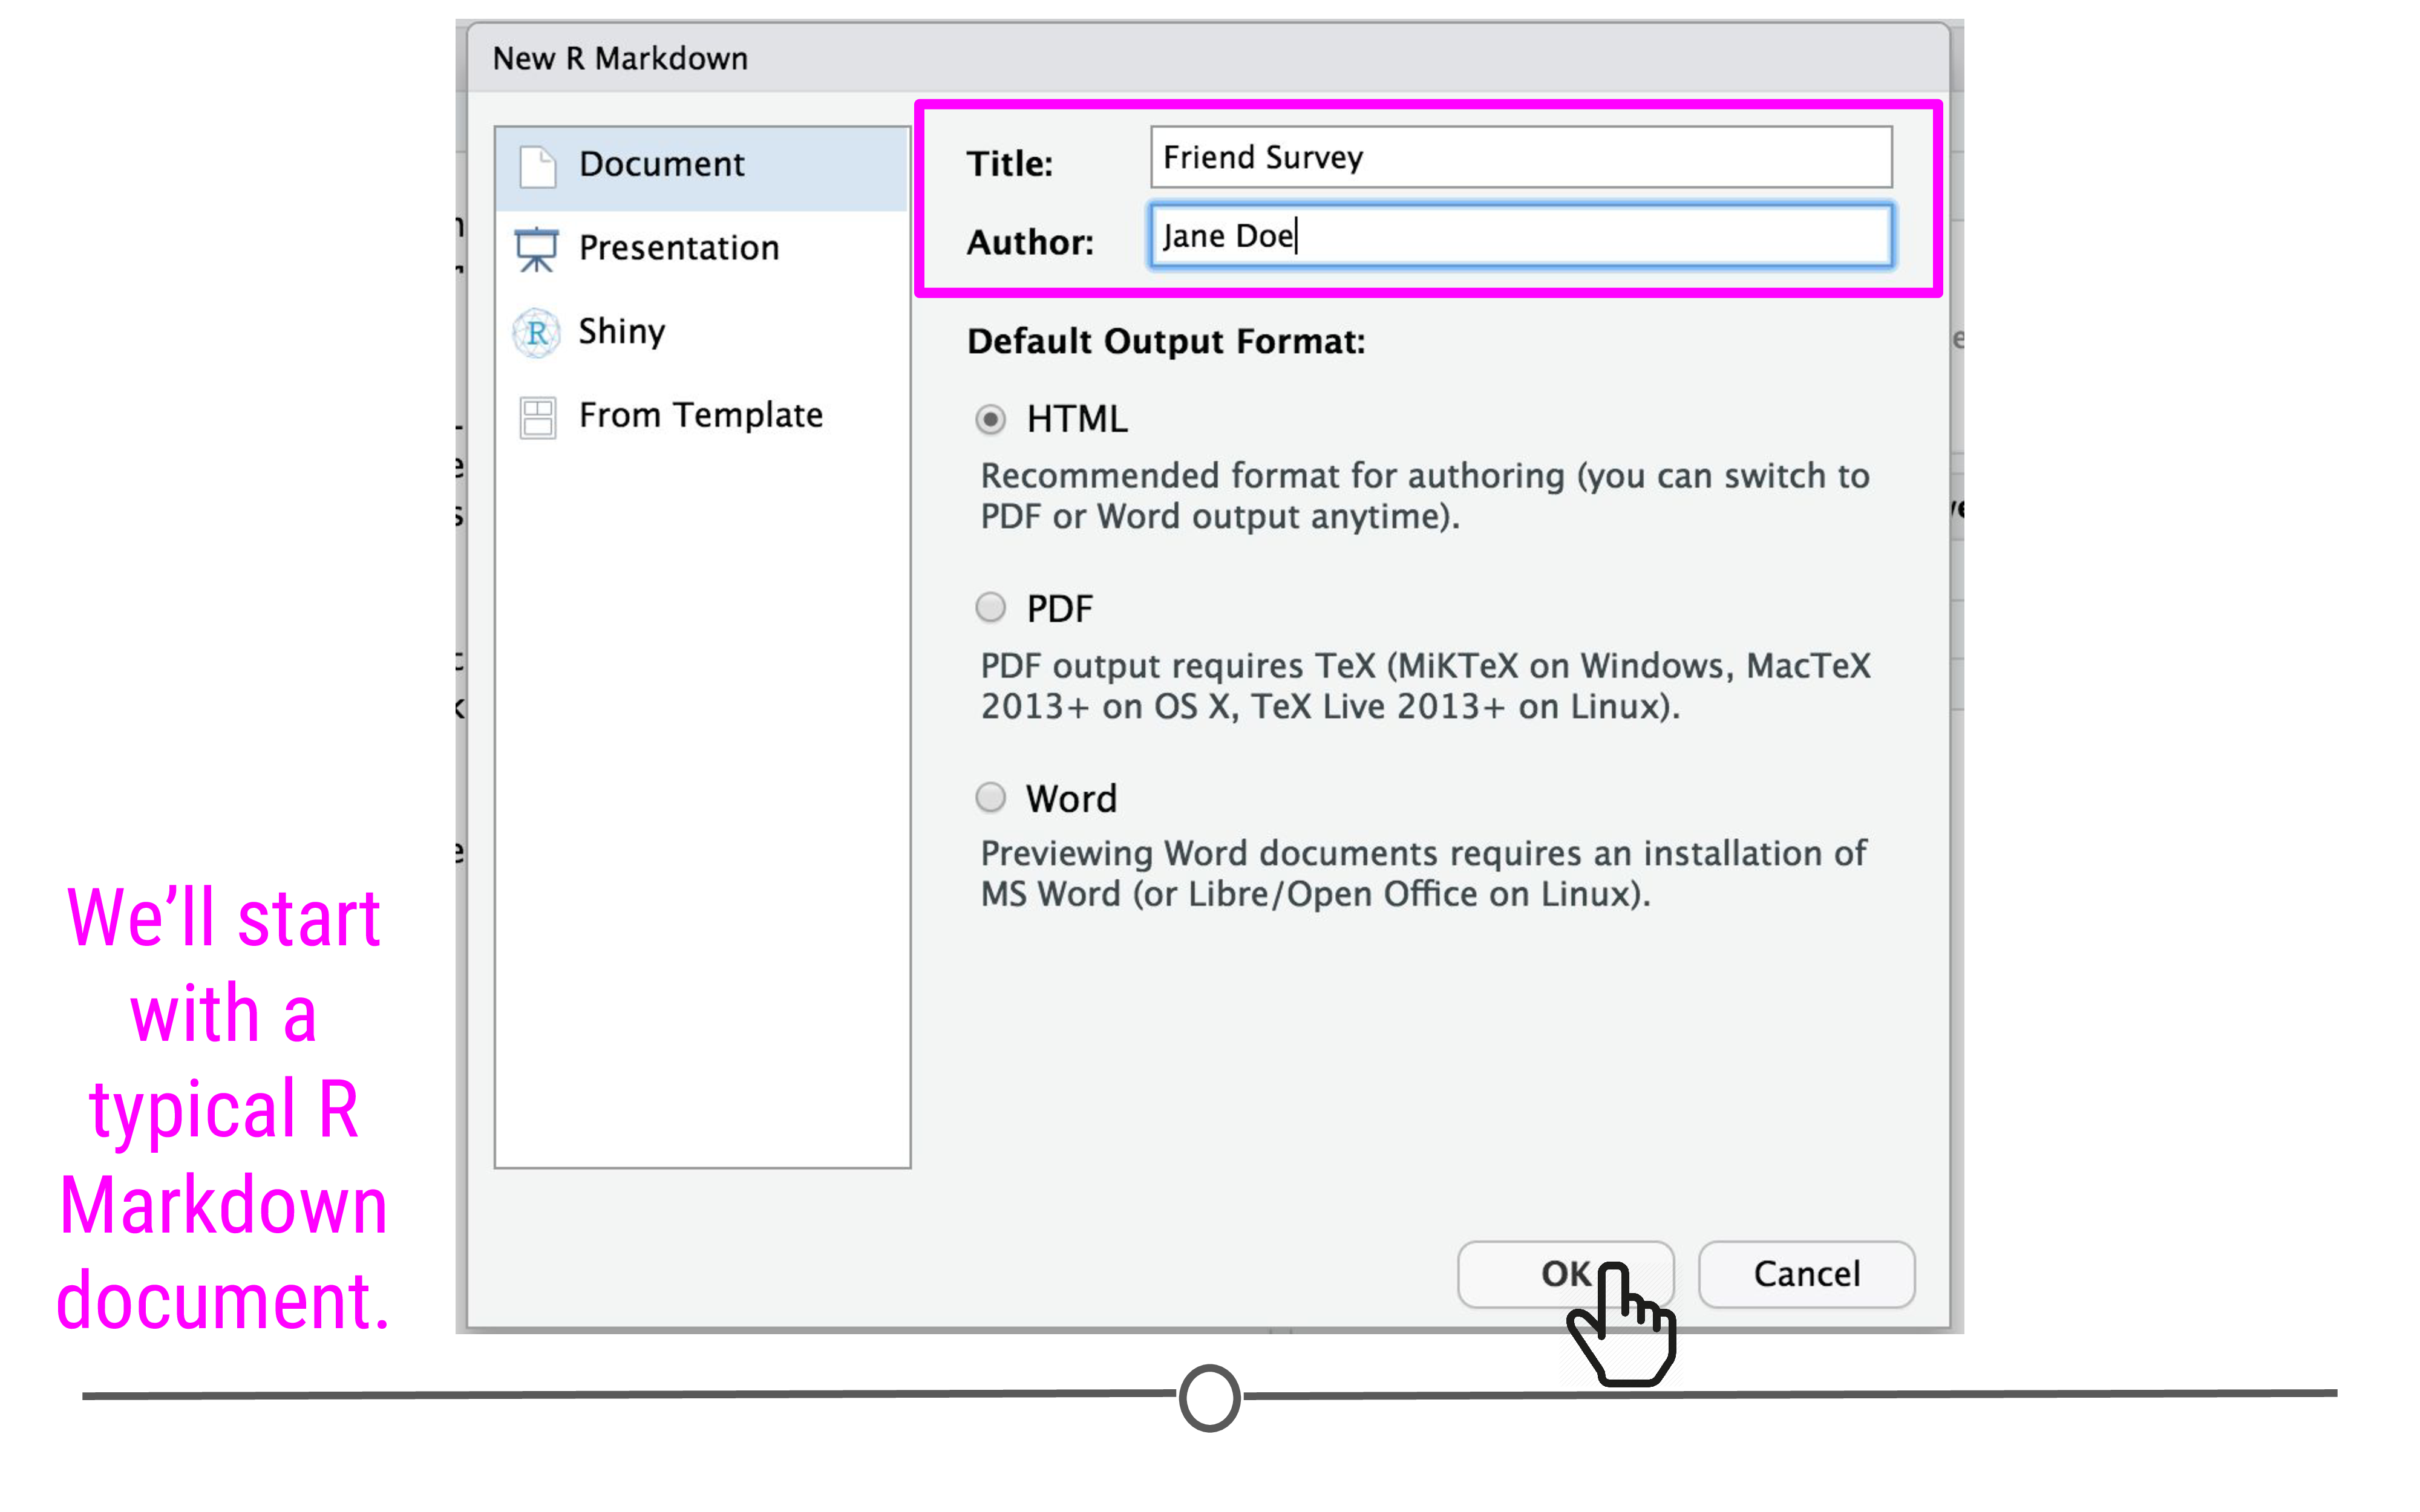 New R Markdown
Document
Presentation
Shiny
From Template
Title:
Friend Survey
Author:
Jane Doe
Default Output Format:
HTML
Recommended format for authoring (you can switch to
PDF or Word output anytime).
PDF
PDF output requires TeX (MiKTeX on Windows, MacTeX
2013+ on OS X, TeX Live 2013+ on Linux).
Word
Previewing Word documents requires an installation of
MS Word (or Libre/Open Office on Linux).
OK
Cancel
We’ll start
with a
typical R
Markdown
document.